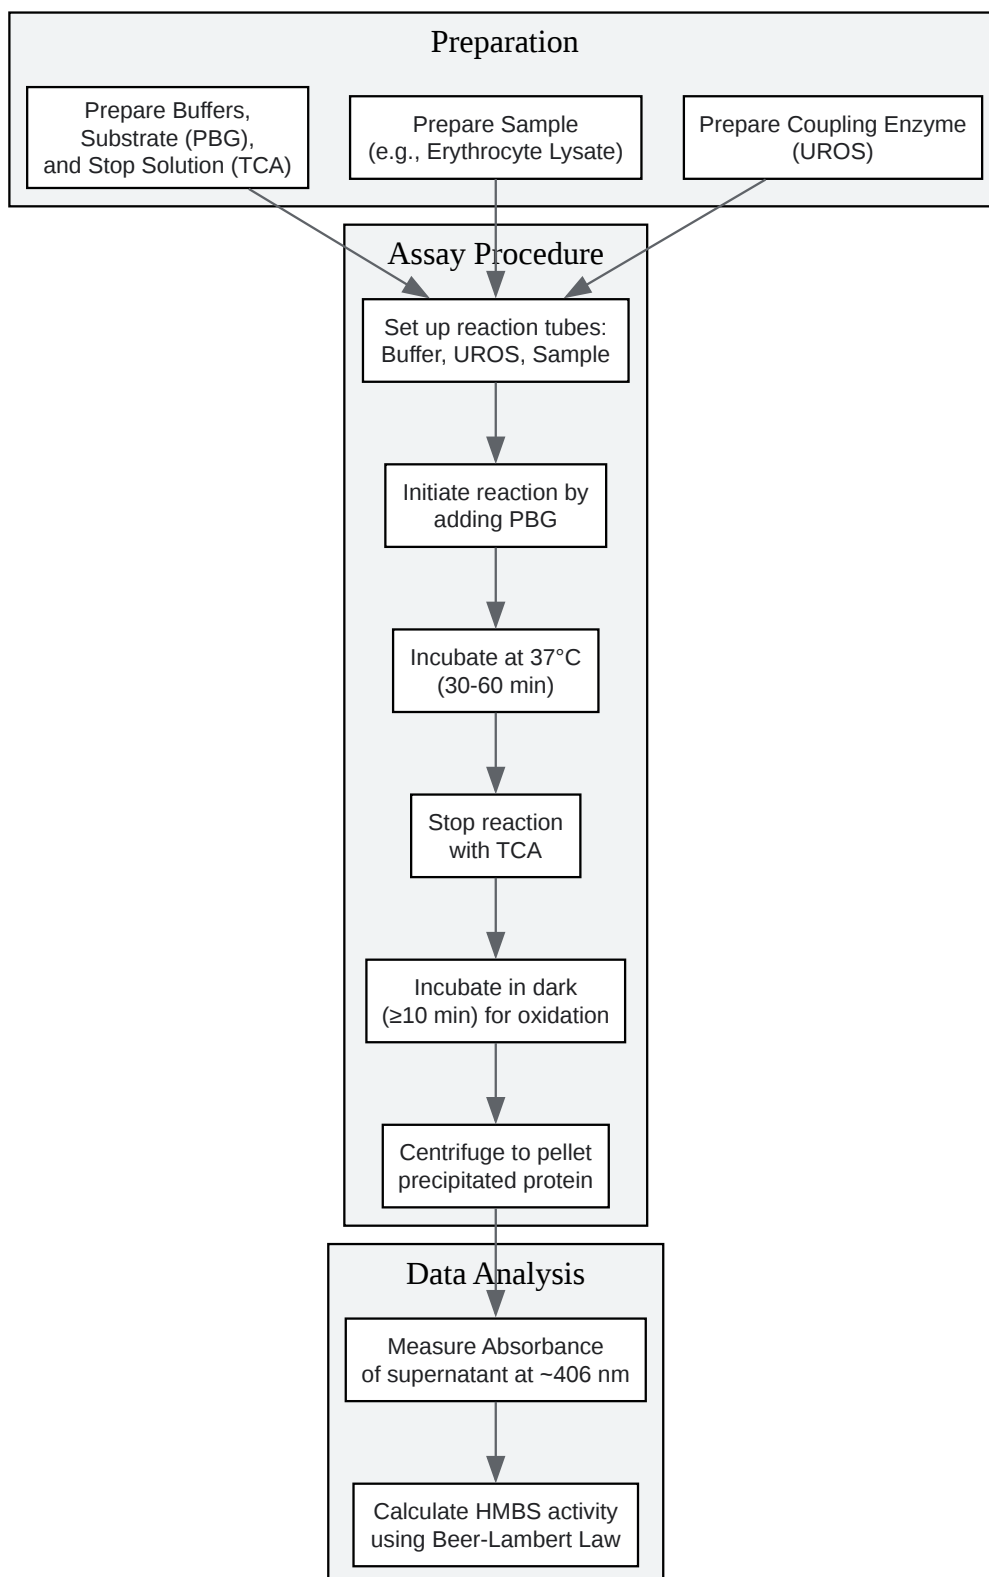 Preparation
Prepare Buffers,
Substrate (PBG),
and Stop Solution (TCA)
Prepare Sample
(e.g., Erythrocyte Lysate)
Prepare Coupling Enzyme
(UROS)
Assay Procedure
Set up reaction tubes:
Buffer, UROS, Sample
Initiate reaction by
adding PBG
Incubate at 37°C
(30-60 min)
Stop reaction
with TCA
Incubate in dark
(≥10 min) for oxidation
Centrifuge to pellet
precipitated protein
Data Analysis
Measure Absorbance
of supernatant at ~406 nm
Calculate HMBS activity
using Beer-Lambert Law